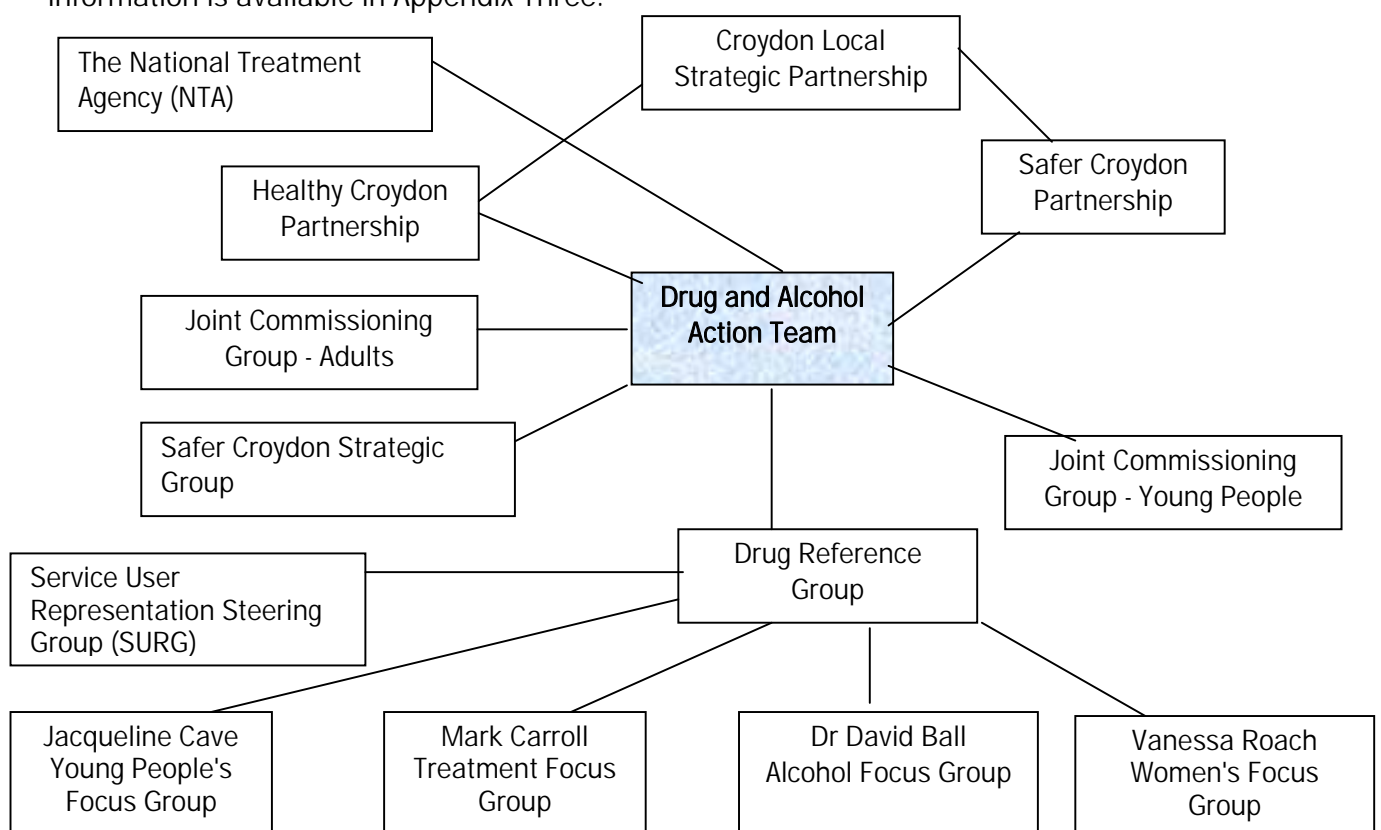 information is available in Appendix Three.
Croydon Local
Strategic Partnership
The National Treatment
Agency (NTA)
Safer Croydon
Partnership
Healthy Croydon
Partnership
Drug and Alcohol
Action Team
Joint Commissioning
Group - Adults
Safer Croydon Strategic
Group
Joint Commissioning
Group - Young People
Drug Reference
Group
Service User
Representation Steering
Group (SURG)
Jacqueline Cave
Young People's
Focus Group
Mark Carroll
Treatment Focus
Group
Dr David Ball
Alcohol Focus Group
Vanessa Roach
Women's Focus
Group